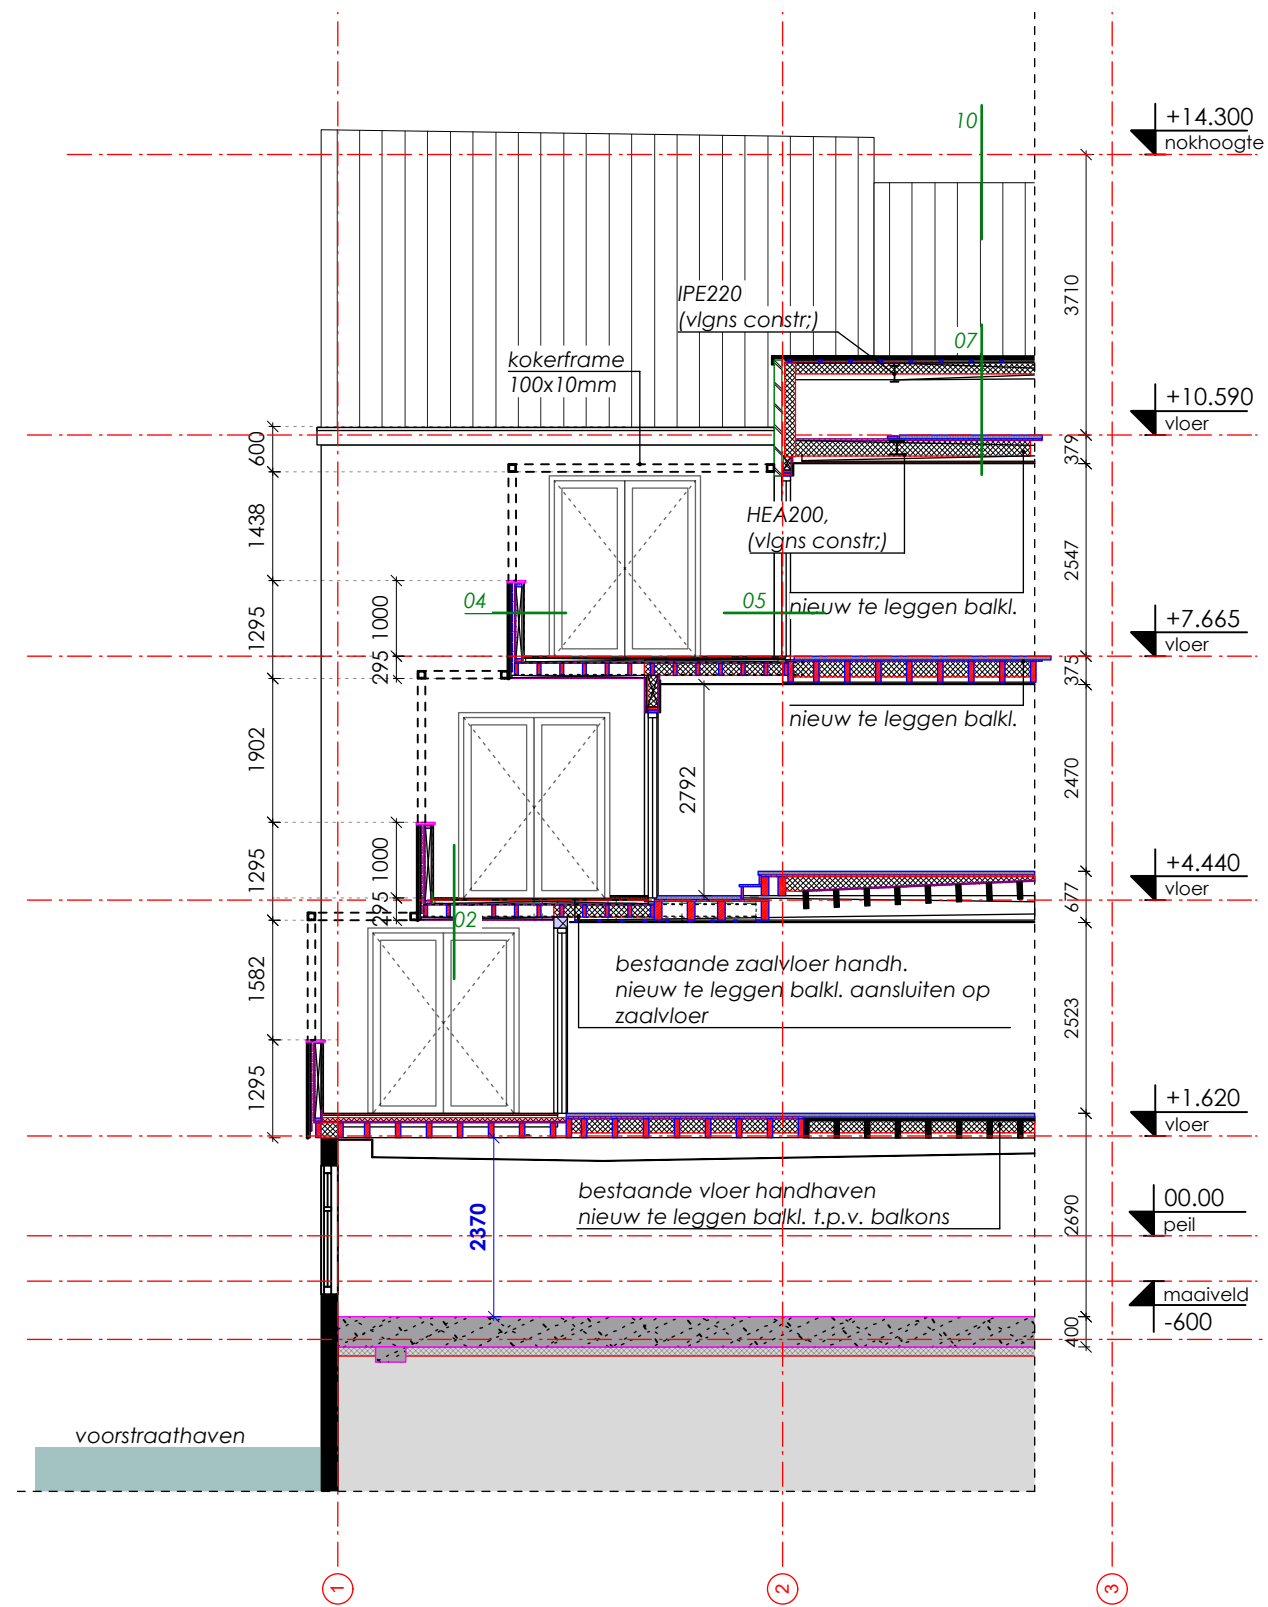 10
+14.300
nokhoogte
3710
IPE220
(vlgns constr;)
07
kokerframe
100x10mm
+10.590
vloer
600
379
1438
HEA200,
(vlgns constr;)
2547
04
05
nieuw te leggen balkl.
1295
1000
295
+7.665
vloer
375
nieuw te leggen balkl.
1902
2792
2470
1295
1000
295
02
+4.440
vloer
677
bestaande zaalvloer handh.
nieuw te leggen balkl. aansluiten op
zaalvloer
1582
2523
1295
+1.620
vloer
bestaande vloer handhaven
nieuw te leggen balkl. t.p.v. balkons
2370
2690
00.00
peil
maaiveld
-600
400
voorstraathaven
1
2
3